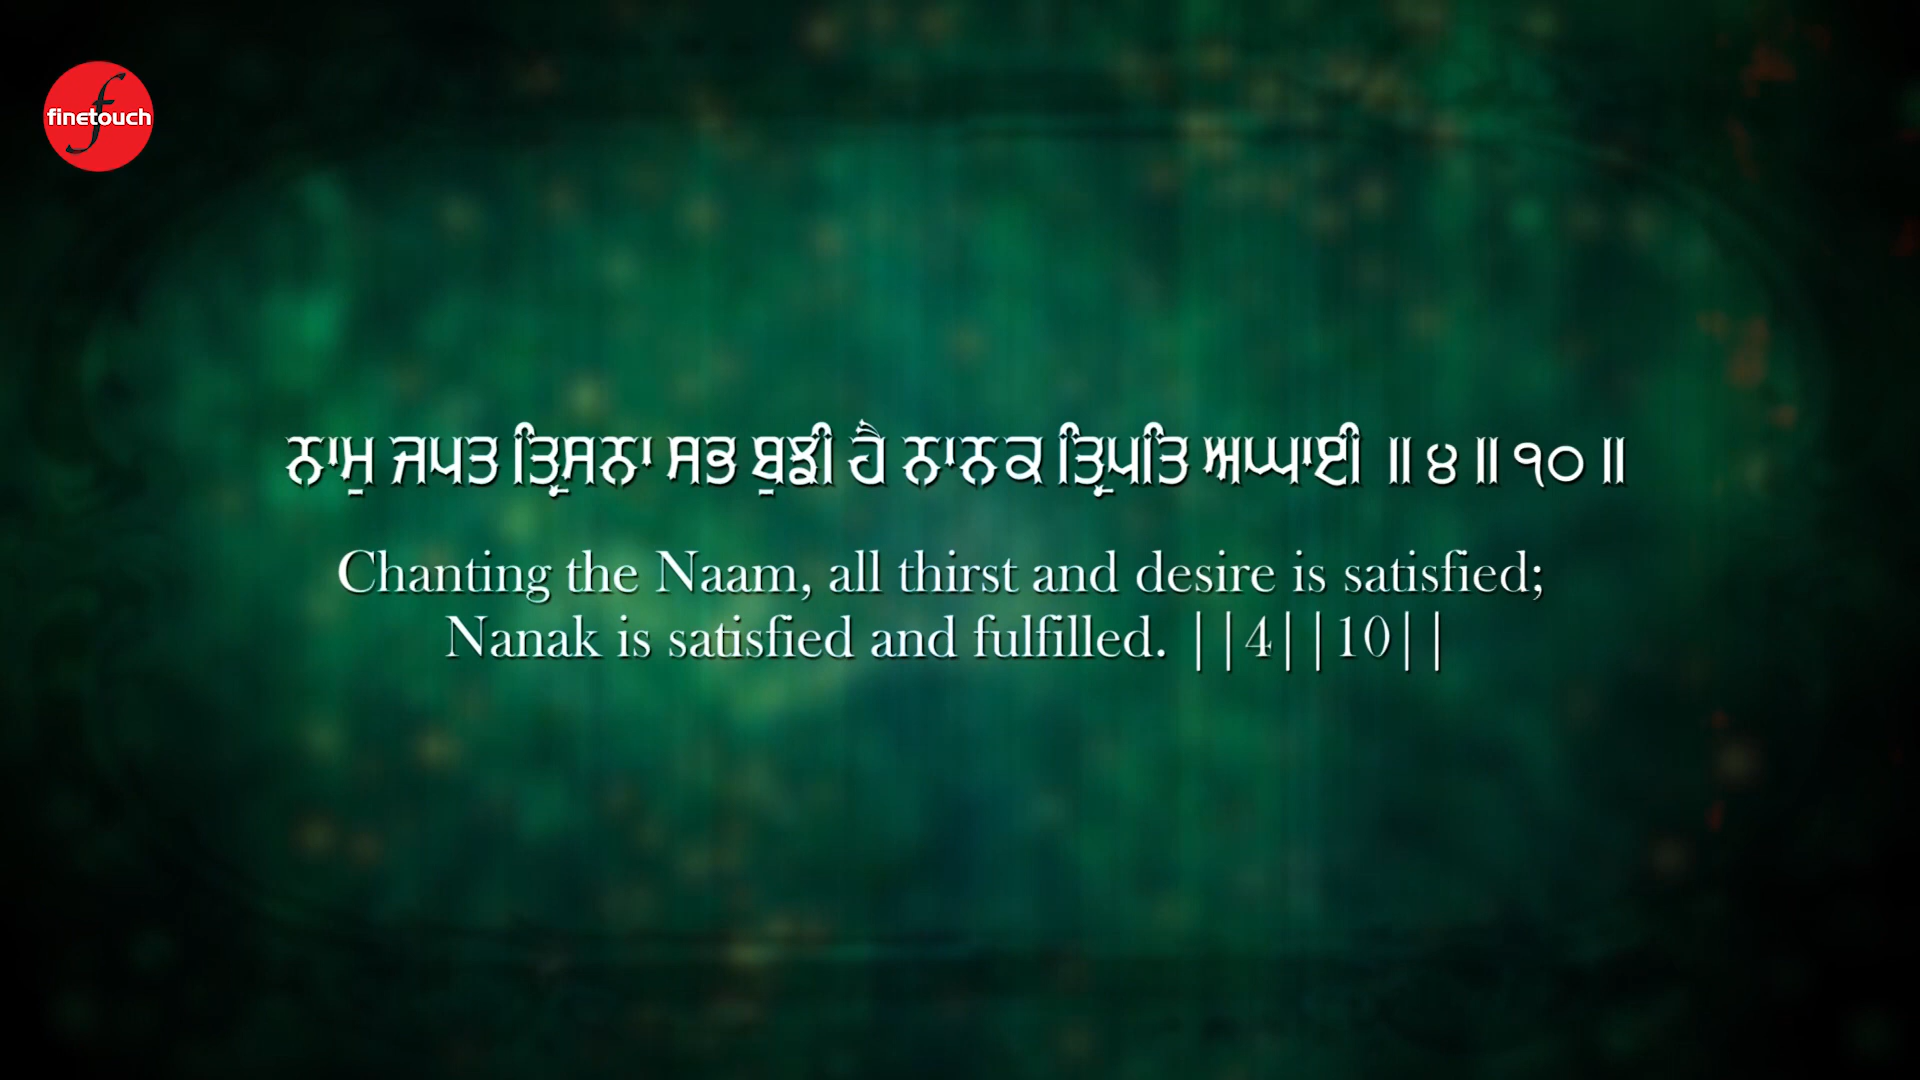 finetouch
ਨਾਮੁ ਜਪਤ ਤ੍ਰਿਸਨਾ ਸਭ ਬੁਝੀ ਹੈ ਨਾਨਕ ਤ੍ਰਿਪਤਿ ਅਘਾਈ ॥੪॥੧੦॥
Chanting the Naam, all thirst and desire is satisfied;
Nanak is satisfied and fulfilled. ||4||10||